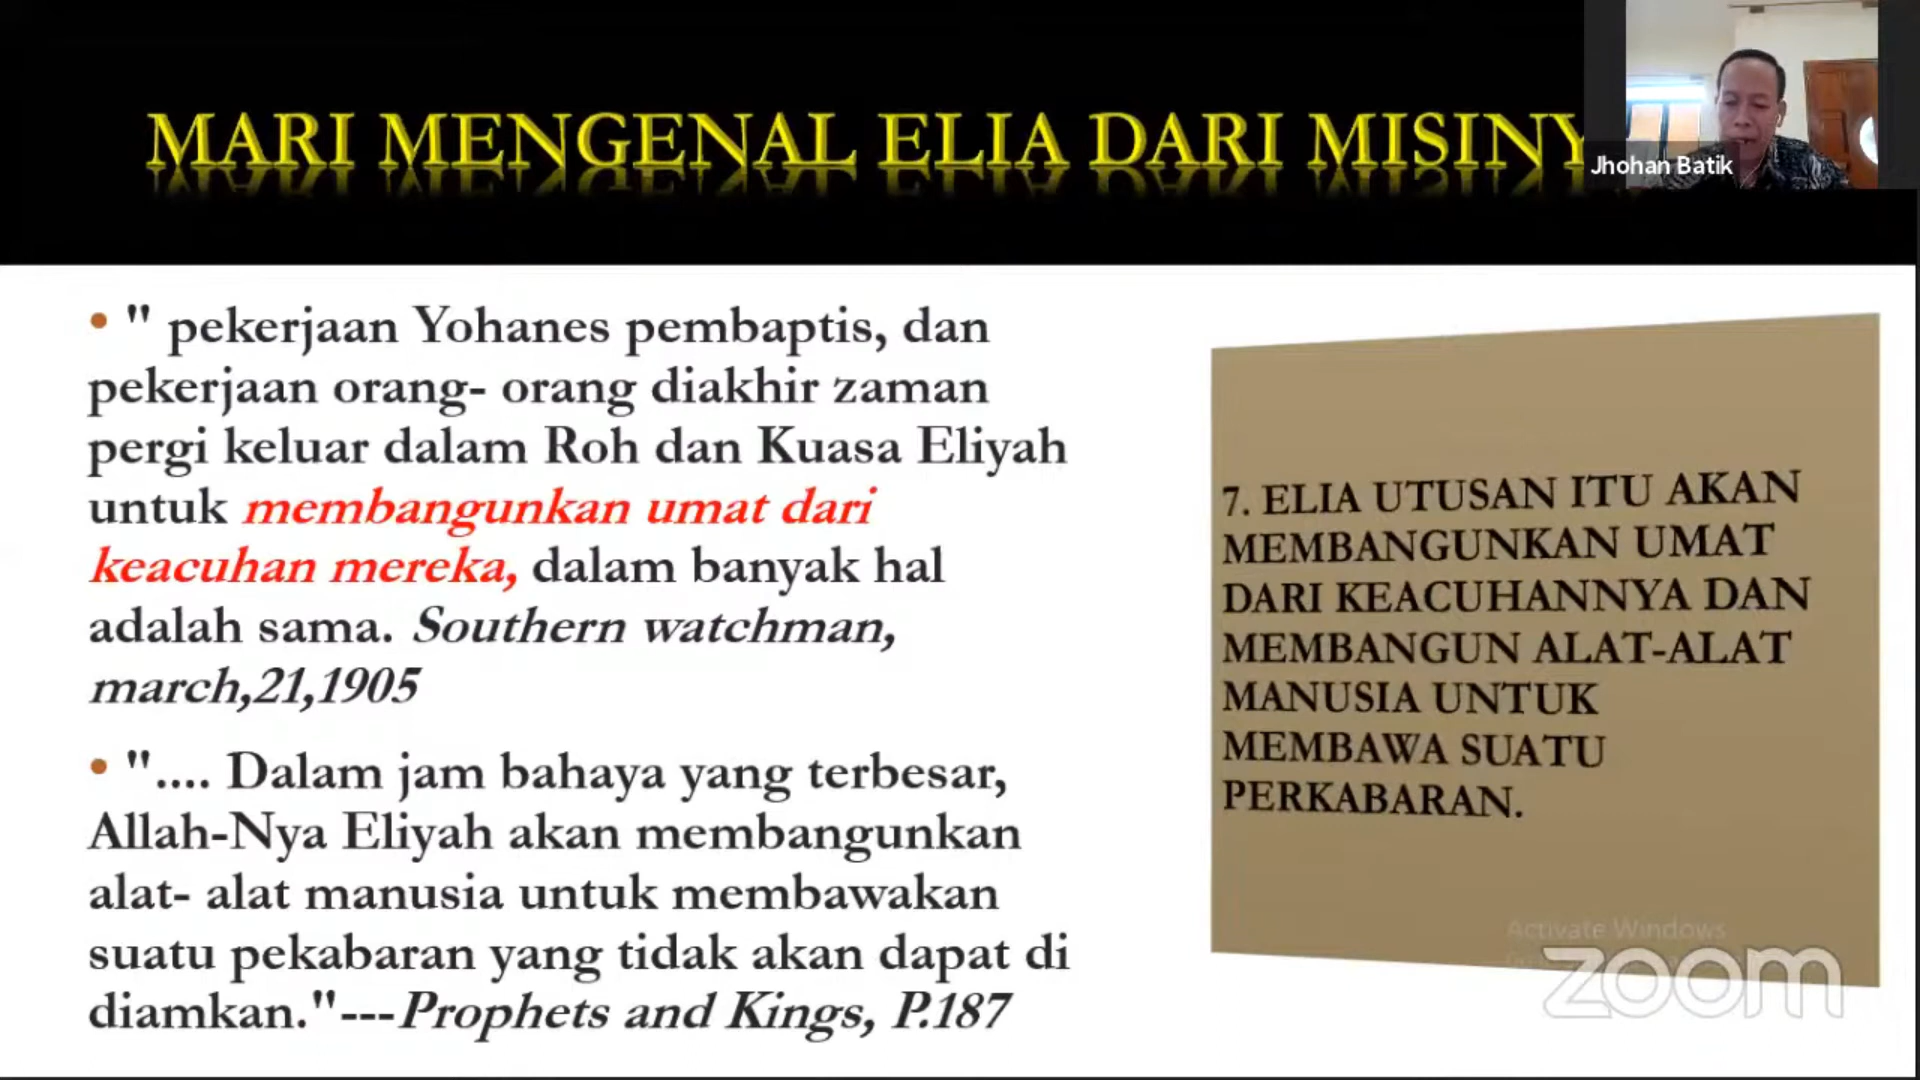 MARI MENGENAL ELIA DARI MISINY
Jhohan Batik
• " pekerjaan Yohanes pembaptis, dan
pekerjaan orang- orang diakhir zaman
pergi keluar dalam Roh dan Kuasa Eliyah
untuk membangunkan umat dari
keacuhan mereka, dalam banyak hal
adalah sama. Southern watchman,
march,21,1905
• ".... Dalam jam bahaya yang terbesar,
Allah-Nya Eliyah akan membangunkan
alat- alat manusia untuk membawakan
suatu pekabaran yang tidak akan dapat di
diamkan."---Prophets and Kings, P.187
7. ELIA UTUSAN ITU AKAN
MEMBANGUNKAN UMAT
DARI KEACUHANNYA DAN
MEMBANGUN ALAT-ALAT
MANUSIA UNTUK
MEMBAWA SUATU
PERKABARAN.
Activate Windows
zoom